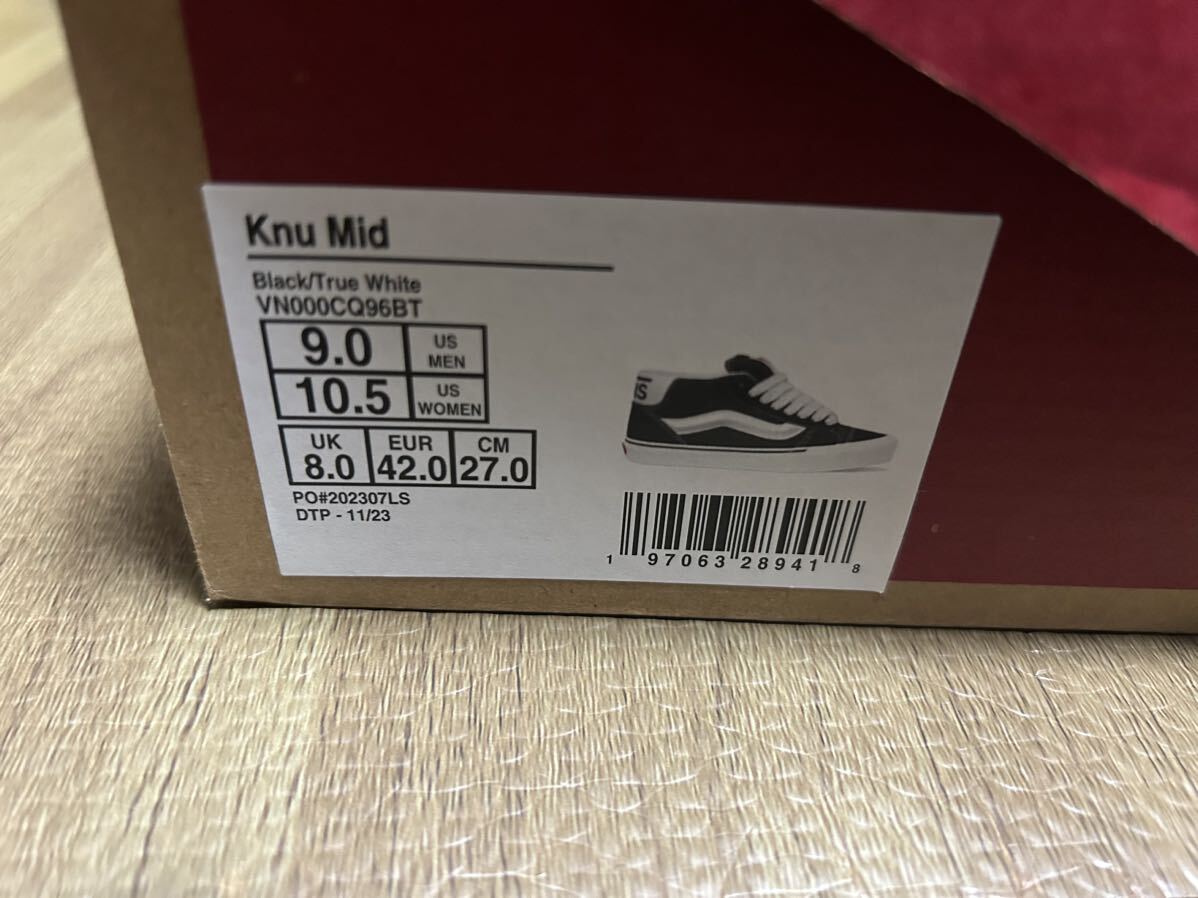 Knu Mid
Black/True White
VN000CQ96BT
9.0 US MEN
10.5 US WOMEN
UK EUR CM
8.0 42.0 27.0
PO#202307LS
DTP - 11/23
IS
1 97063 28941 8